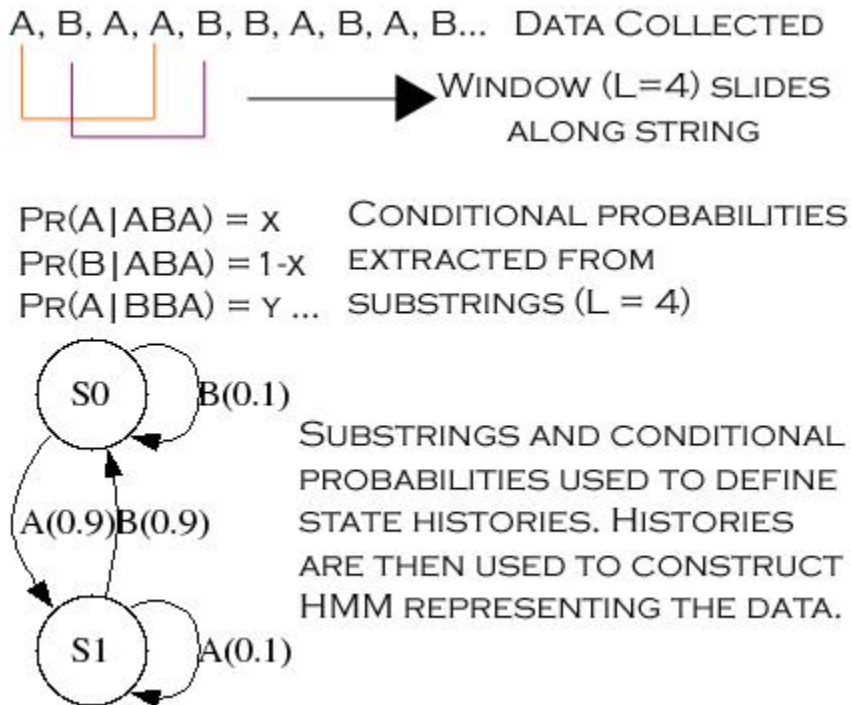 A, B, A, A, B, B, A, B, A, B... DATA COLLECTED
WINDOW (L=4) SLIDES
ALONG STRING
PR(A|ABA) = X CONDITIONAL PROBABILITIES
PR(B|ABA) = 1-X EXTRACTED FROM
PR(A|BBA) = Y ... SUBSTRINGS (L = 4)
S0
B(0.1)
SUBSTRINGS AND CONDITIONAL
PROBABILITIES USED TO DEFINE
A(0.9) B(0.9)
STATE HISTORIES. HISTORIES
ARE THEN USED TO CONSTRUCT
HMM REPRESENTING THE DATA.
S1
A(0.1)